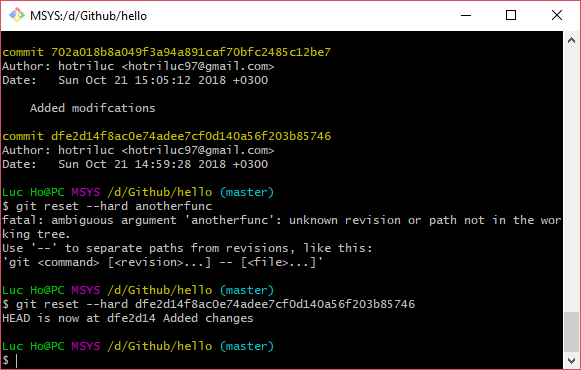 MSYS:/d/Github/hello
commit 702a018b8a049f3a94a891caf70bfc2485c12be7
Author: hotriluc <hotriluc97@gmail.com>
Date:   Sun Oct 21 15:05:12 2018 +0300
    Added modifcations
commit dfe2d14f8ac0e74adee7cf0d140a56f203b85746
Author: hotriluc <hotriluc97@gmail.com>
Date:   Sun Oct 21 14:59:28 2018 +0300
Luc Ho@PC MSYS /d/Github/hello (master)
$ git reset --hard anotherfunc
fatal: ambiguous argument 'anotherfunc': unknown revision or path not in the wor
king tree.
Use '--' to separate paths from revisions, like this:
'git <command> [<revision>...] -- [<file>...]'
Luc Ho@PC MSYS /d/Github/hello (master)
$ git reset --hard dfe2d14f8ac0e74adee7cf0d140a56f203b85746
HEAD is now at dfe2d14 Added changes
Luc Ho@PC MSYS /d/Github/hello (master)
$